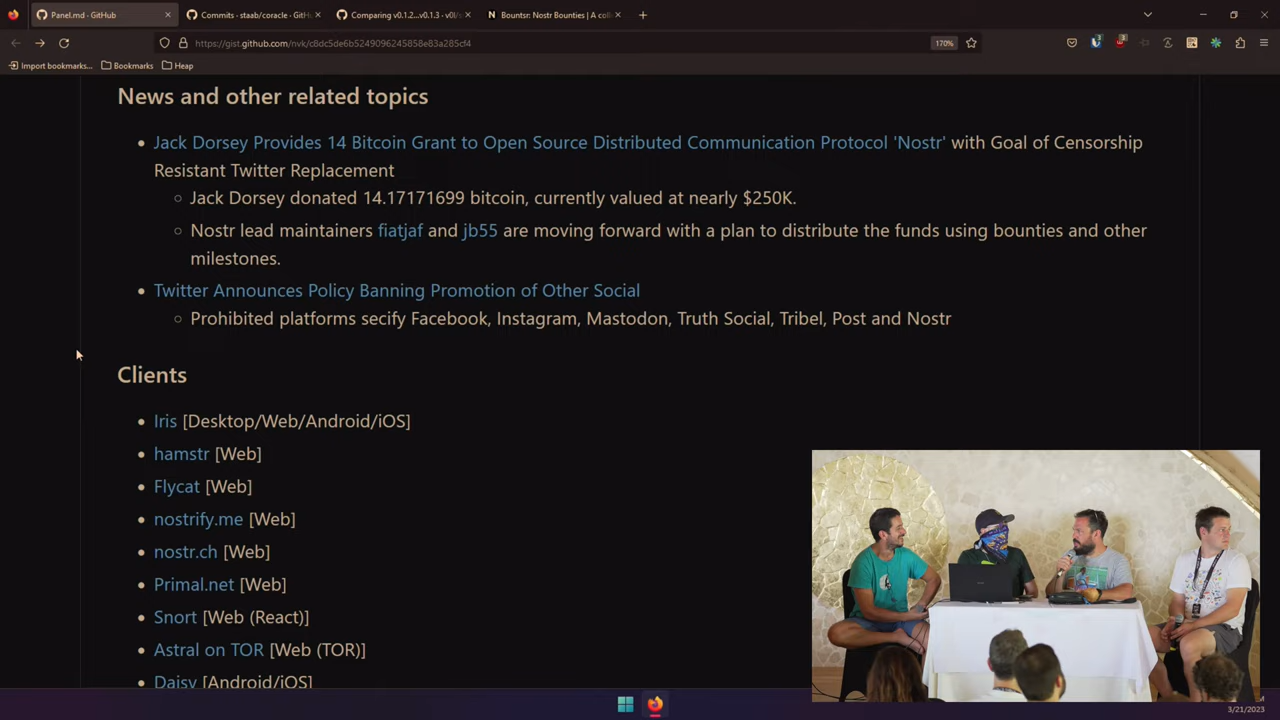 Panel.md · GitHub
Commits · staab/coracle · GitH
Comparing v0.1.2...v0.1.3 · v0l/s
Bountsr: Nostr Bounties | A coll
https://gist.github.com/nvk/c8dc5de6b5249096245858e83a285cf4
170%
Import bookmarks...
Bookmarks
Heap
News and other related topics
Jack Dorsey Provides 14 Bitcoin Grant to Open Source Distributed Communication Protocol 'Nostr' with Goal of Censorship
Resistant Twitter Replacement
Jack Dorsey donated 14.17171699 bitcoin, currently valued at nearly $250K.
Nostr lead maintainers fiatjaf and jb55 are moving forward with a plan to distribute the funds using bounties and other
milestones.
Twitter Announces Policy Banning Promotion of Other Social
Prohibited platforms secify Facebook, Instagram, Mastodon, Truth Social, Tribel, Post and Nostr
Clients
Iris [Desktop/Web/Android/iOS]
hamstr [Web]
Flycat [Web]
nostrify.me [Web]
nostr.ch [Web]
Primal.net [Web]
Snort [Web (React)]
Astral on TOR [Web (TOR)]
Daisy [Android/iOS]
3/21/2023